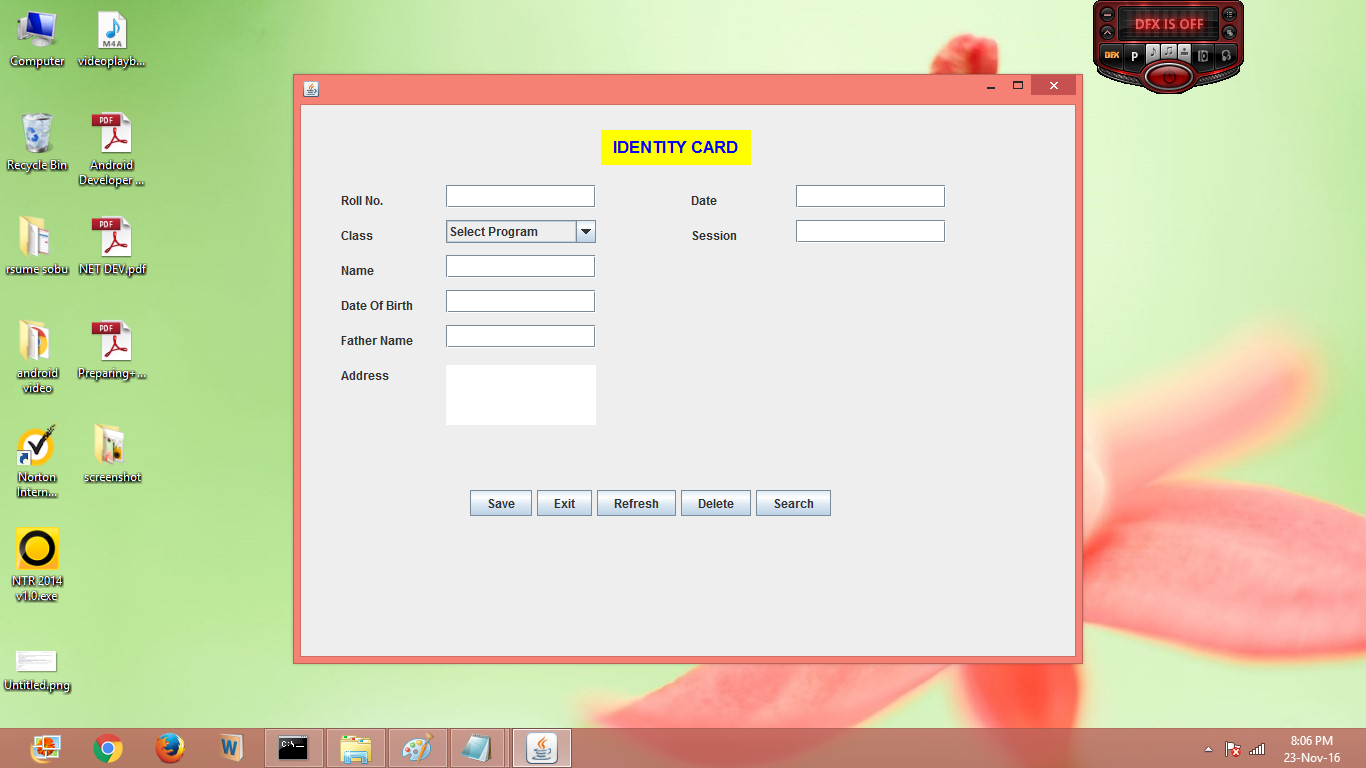 Computer
M4A
videoplayb...
Recycle Bin
PDF
Android
Developer ...
rsume sobu
PDF
NET DEV.pdf
android
video
PDF
Preparing+...
Norton
Intern...
screenshot
NTR 2014
v1.0.exe
Untitled.png
DFX IS OFF
DFX
P
IDENTITY CARD
Roll No.
Date
Class
Select Program
Session
Name
Date Of Birth
Father Name
Address
Save
Exit
Refresh
Delete
Search
W
C:\_
8:06 PM
23-Nov-16